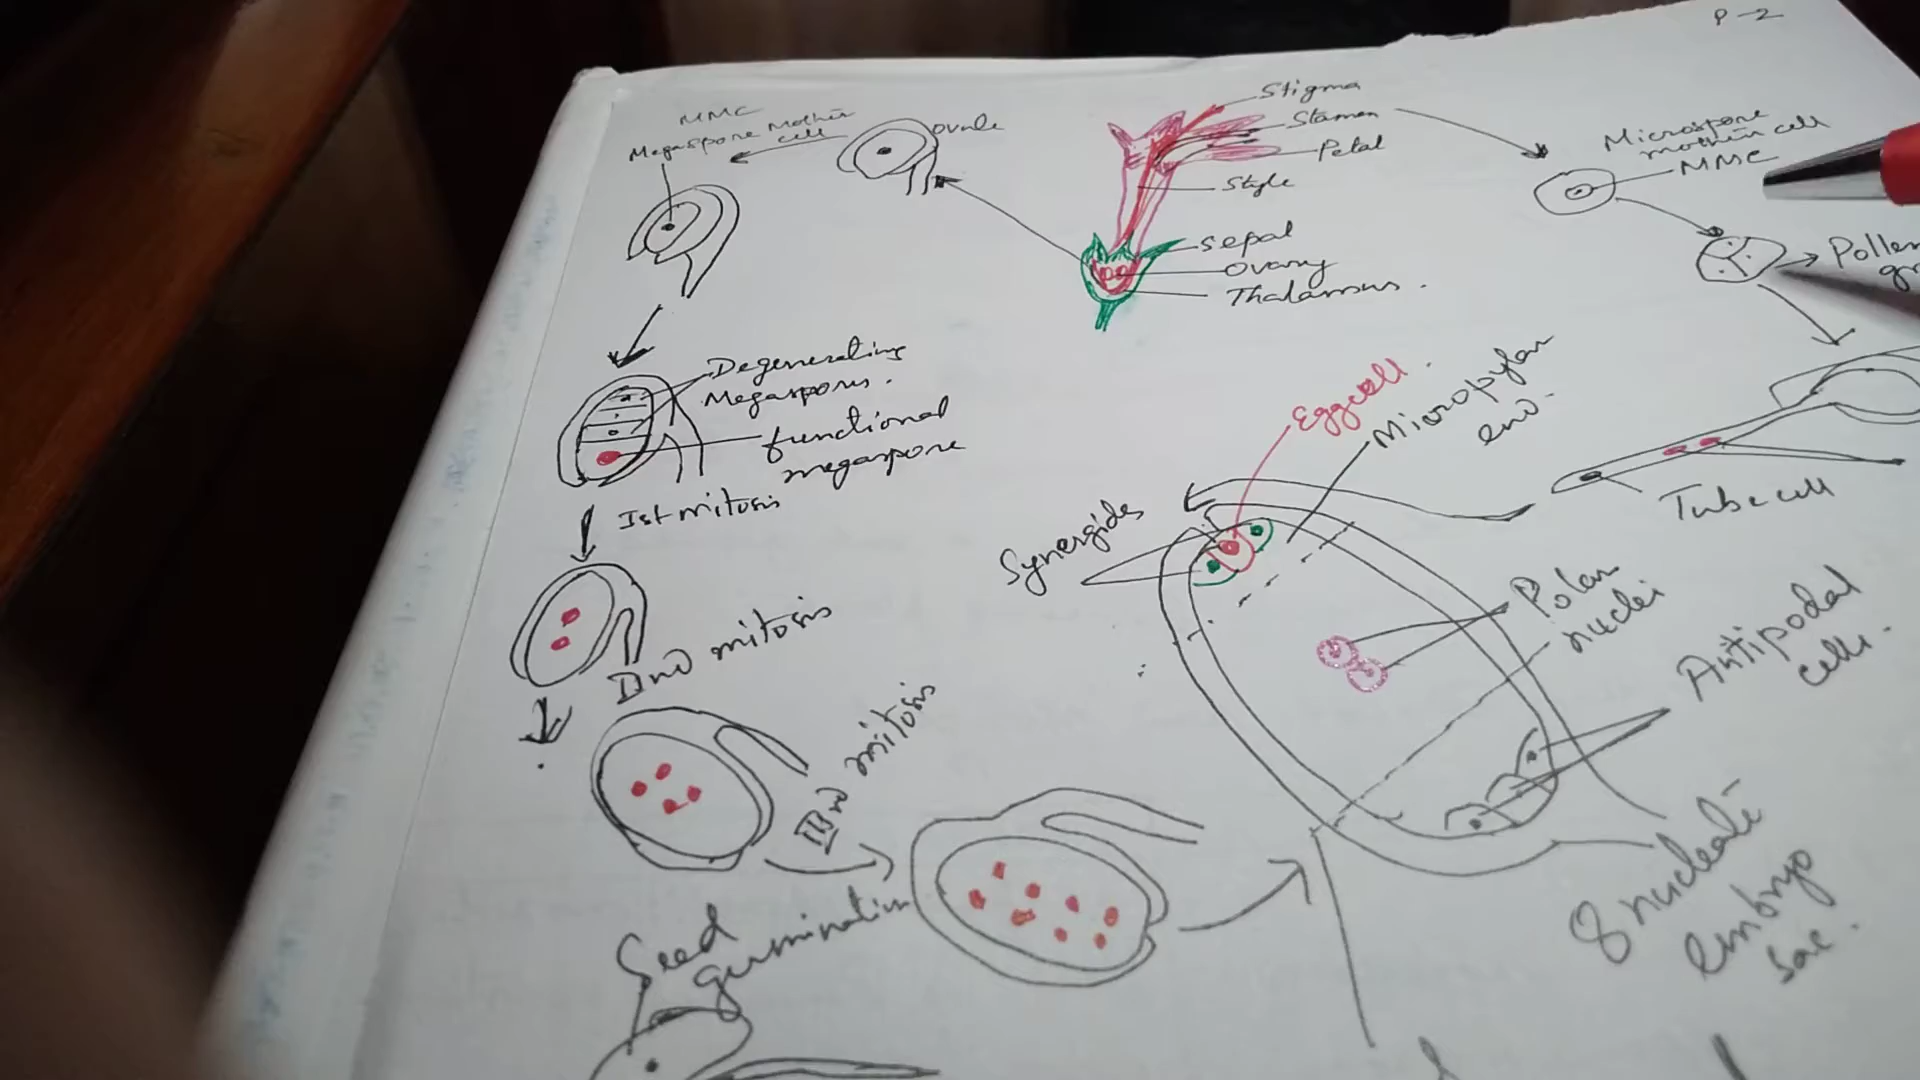 P-2
MMC
Megaspore Mother
cell
ovule
Stigma
Stamen
Petal
Style
Sepal
Ovary
Thalamus.
Microspore
mother cell
MMC
Pollen
Degenerating
Megaspores.
functional
megaspore
Ist mitosis
IInd mitosis
IIIrd mitosis
Eggcell.
Micropylar
end.
Synergides
Tube cell
Polar
nuclei
Antipodal
cells.
8 nucleate
embryo
sac.
Seed
germination